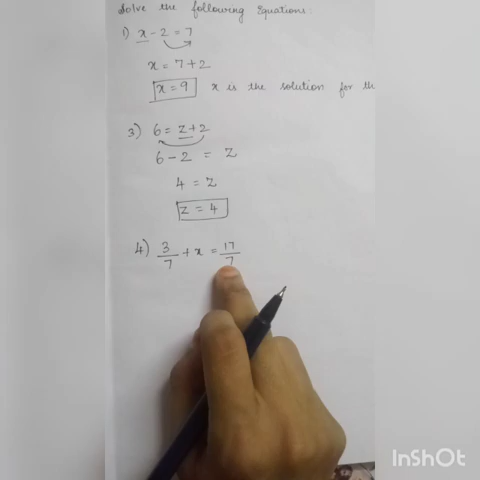 Solve the following Equations:
1) x - 2 = 7
x = 7 + 2
x = 9 x is the solution for
3) 6 = z + 2
6 - 2 = z
4 = z
z = 4
4) 3/7 + x = 17/7
InShOt